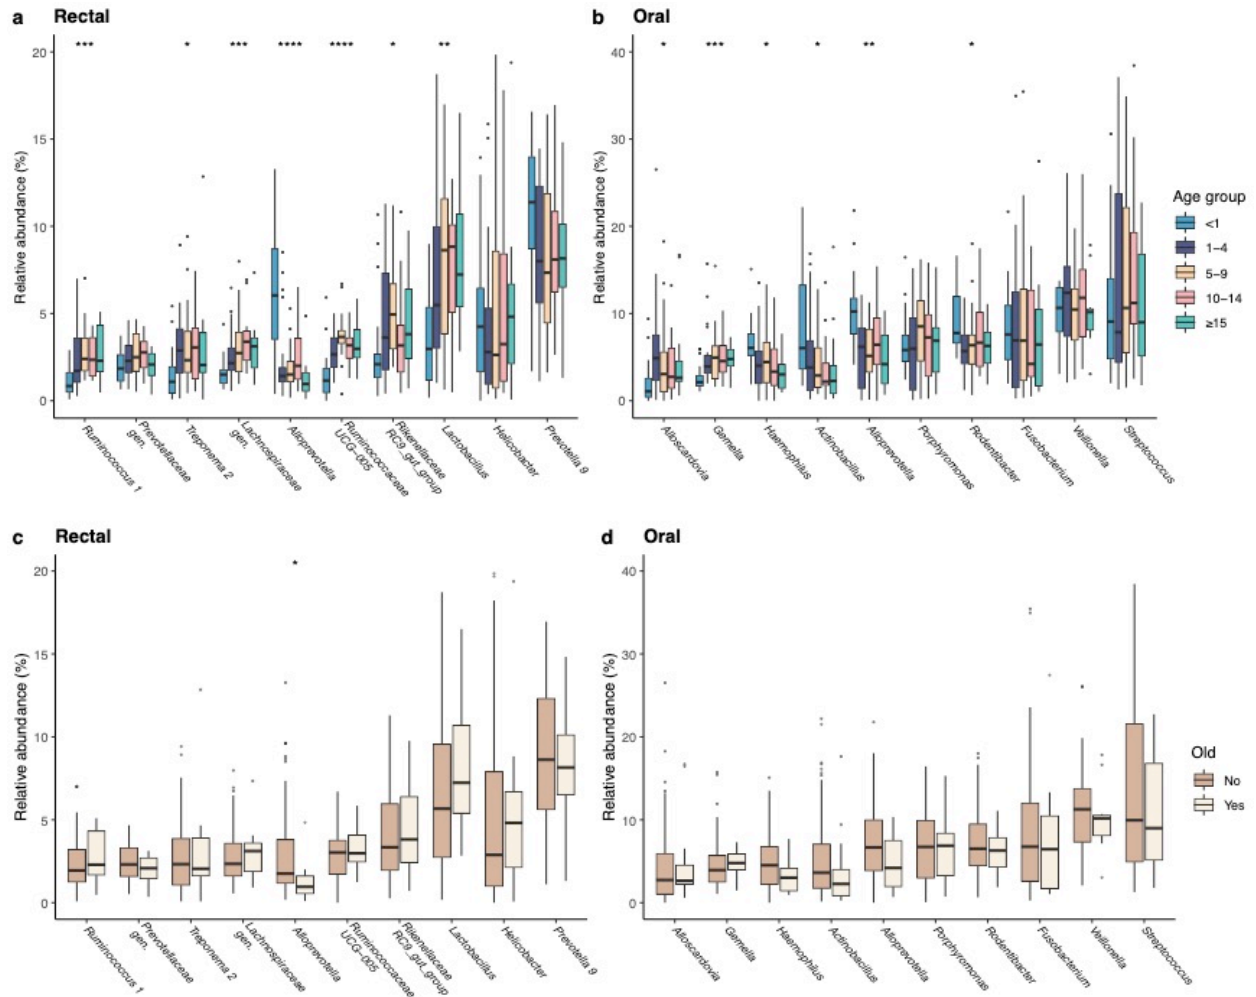 a Rectal
*** * *** **** **** * **
Relative abundance (%)
20
15
10
5
0
Ruminococcus 1
Prevotellaceae
gen.
Treponema 2
Lachnospiraceae
gen.
Alloprevotella
Ruminococcaceae
UCG−005
Rikenellaceae
RC9_gut_group
Lactobacillus
Helicobacter
Prevotella 9
b Oral
* *** * * ** *
Relative abundance (%)
40
30
20
10
0
Alloscardovia
Gemella
Haemophilus
Actinobacillus
Alloprevotella
Porphyromonas
Rodentibacter
Fusobacterium
Veillonella
Streptococcus
Age group
<1
1−4
5−9
10−14
≥15
c Rectal
*
Relative abundance (%)
20
15
10
5
0
Ruminococcus 1
Prevotellaceae
gen.
Treponema 2
Lachnospiraceae
gen.
Alloprevotella
Ruminococcaceae
UCG−005
Rikenellaceae
RC9_gut_group
Lactobacillus
Helicobacter
Prevotella 9
d Oral
Relative abundance (%)
40
30
20
10
0
Alloscardovia
Gemella
Haemophilus
Actinobacillus
Alloprevotella
Porphyromonas
Rodentibacter
Fusobacterium
Veillonella
Streptococcus
Old
No
Yes